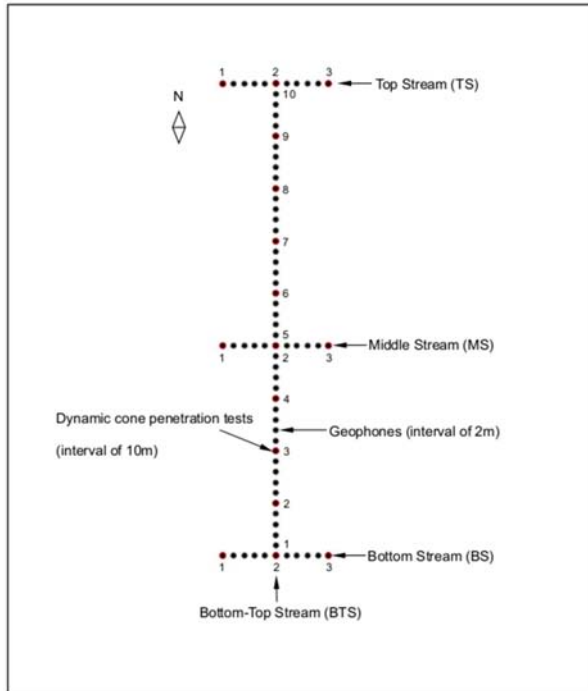 1 2 3
Top Stream (TS)
N
10
9
8
7
6
5
Middle Stream (MS)
1 2 3
4
Dynamic cone penetration tests
(interval of 10m)
Geophones (interval of 2m)
3
2
1
Bottom Stream (BS)
1 2 3
Bottom-Top Stream (BTS)